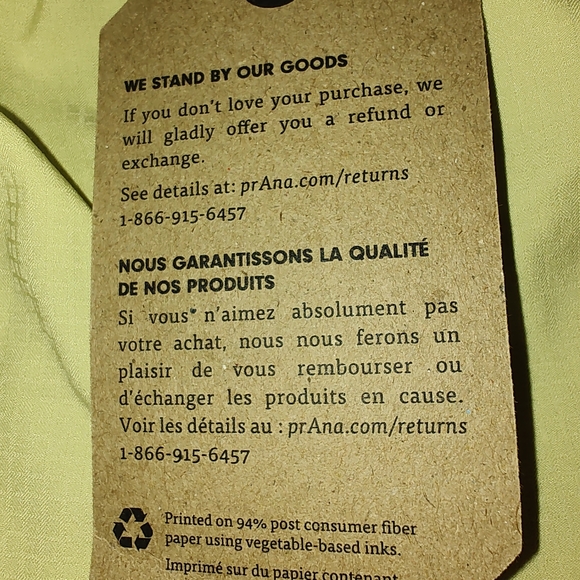 WE STAND BY OUR GOODS
If you don't love your purchase, we
will gladly offer you a refund or
exchange.
See details at: prAna.com/returns
1-866-915-6457
NOUS GARANTISSONS LA QUALITÉ
DE NOS PRODUITS
Si vous n'aimez absolument pas
votre achat, nous nous ferons un
plaisir de vous rembourser ou
d'échanger les produits en cause.
Voir les détails au : prAna.com/returns
1-866-915-6457
Printed on 94% post consumer fiber
paper using vegetable-based inks.
Imprimé sur du papier contenant